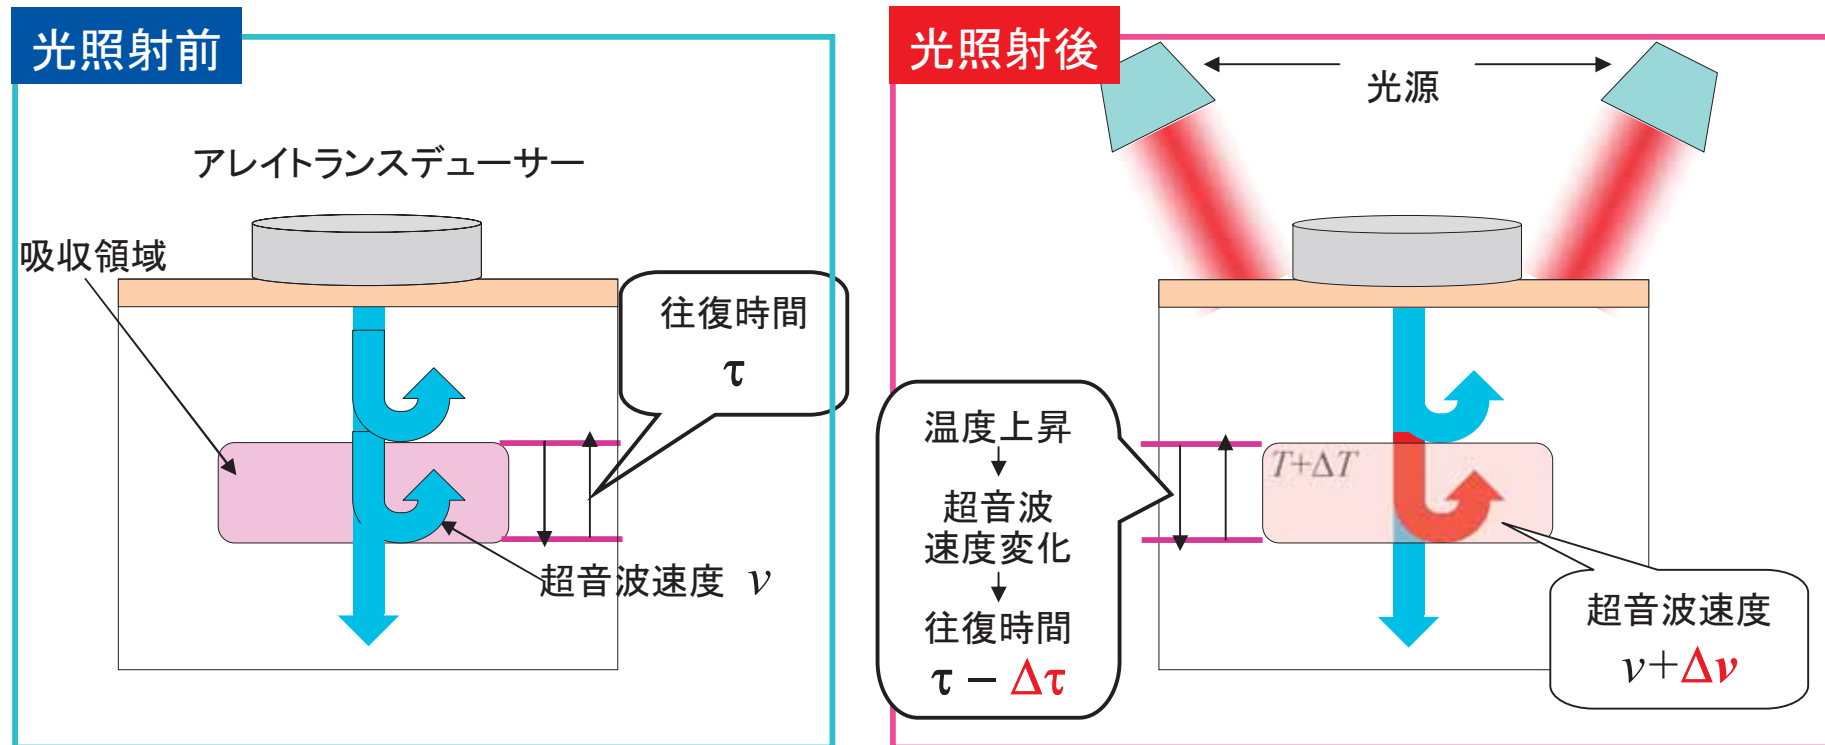 光照射前
アレイトランスデューサー
吸収領域
往復時間
τ
超音波速度 v
光照射後
光源
温度上昇
超音波
速度変化
往復時間
τ − Δτ
T+ΔT
超音波速度
v+Δv